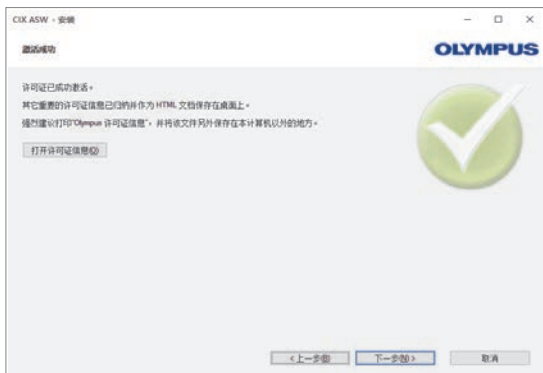 CIX ASW - 安装
激活成功
OLYMPUS
许可证已成功激活。
其它重要的许可证信息已归纳并作为 HTML 文档保存在桌面上。
强烈建议打印"Olympus 许可证信息"，并将该文件另外保存在本计算机以外的地方。
打开许可证信息(O)
<上一步(B)
下一步(N)>
取消